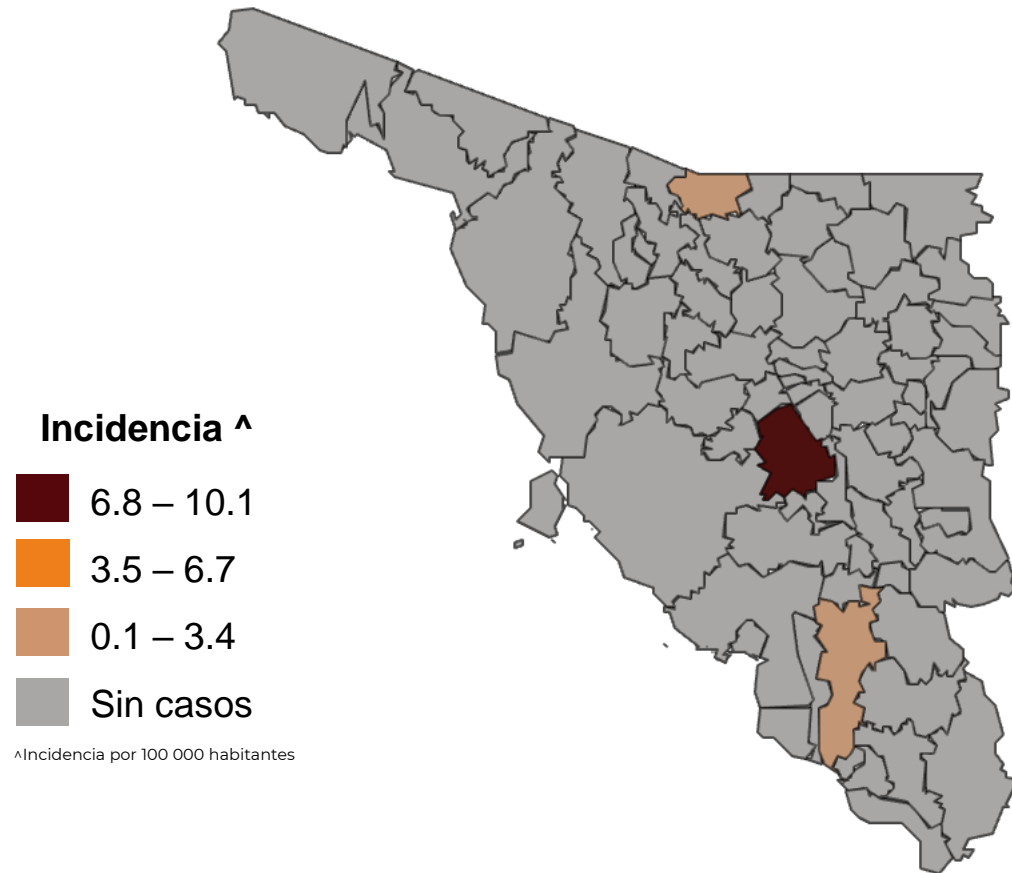 Incidencia ^
6.8 – 10.1
3.5 – 6.7
0.1 – 3.4
Sin casos
^Incidencia por 100 000 habitantes